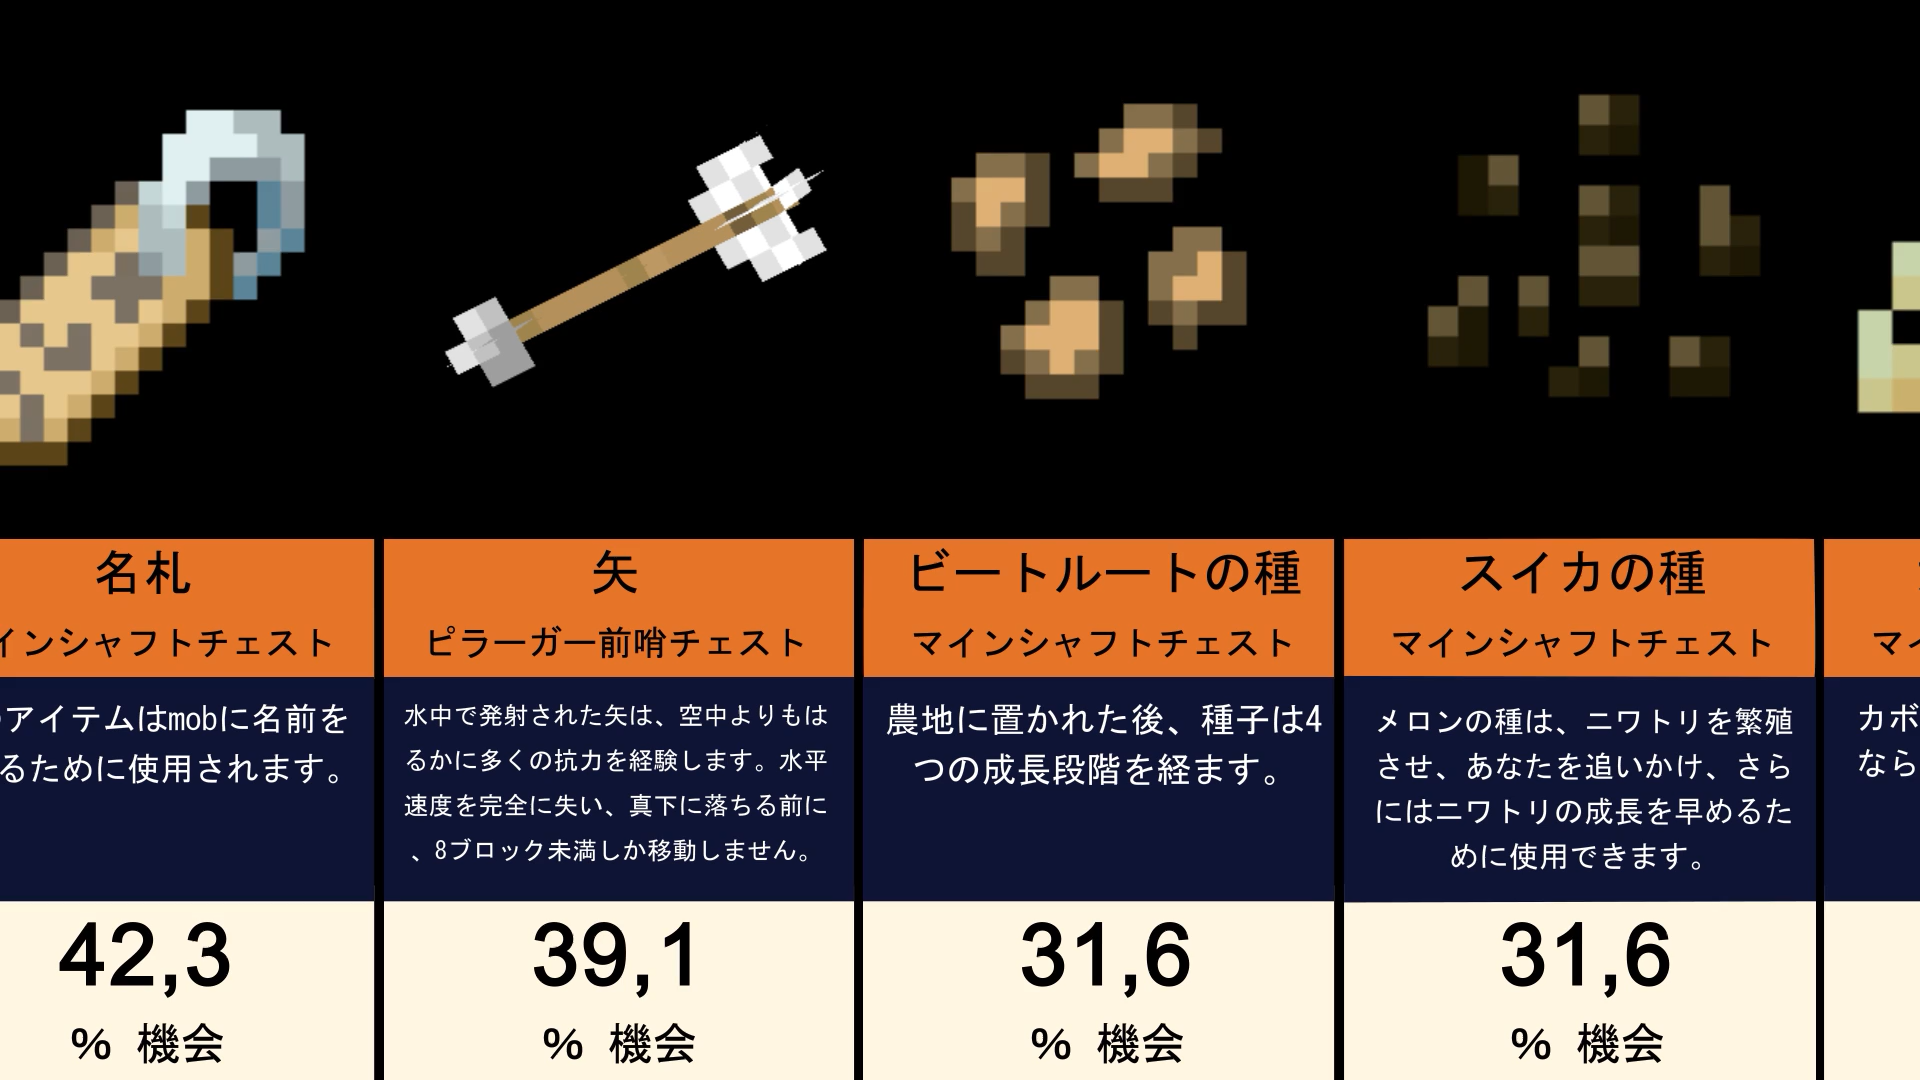 名札
インシャフトチェスト
アイテムはmobに名前を
るために使用されます。
42,3
% 機会
矢
ピラーガー前哨チェスト
水中で発射された矢は、空中よりもは
るかに多くの抗力を経験します。水平
速度を完全に失い、真下に落ちる前に
、8ブロック未満しか移動しません。
39,1
% 機会
ビートルートの種
マインシャフトチェスト
農地に置かれた後、種子は4
つの成長段階を経ます。
31,6
% 機会
スイカの種
マインシャフトチェスト
メロンの種は、ニワトリを繁殖
させ、あなたを追いかけ、さら
にはニワトリの成長を早めるた
めに使用できます。
31,6
% 機会
マイ
カボ
なら